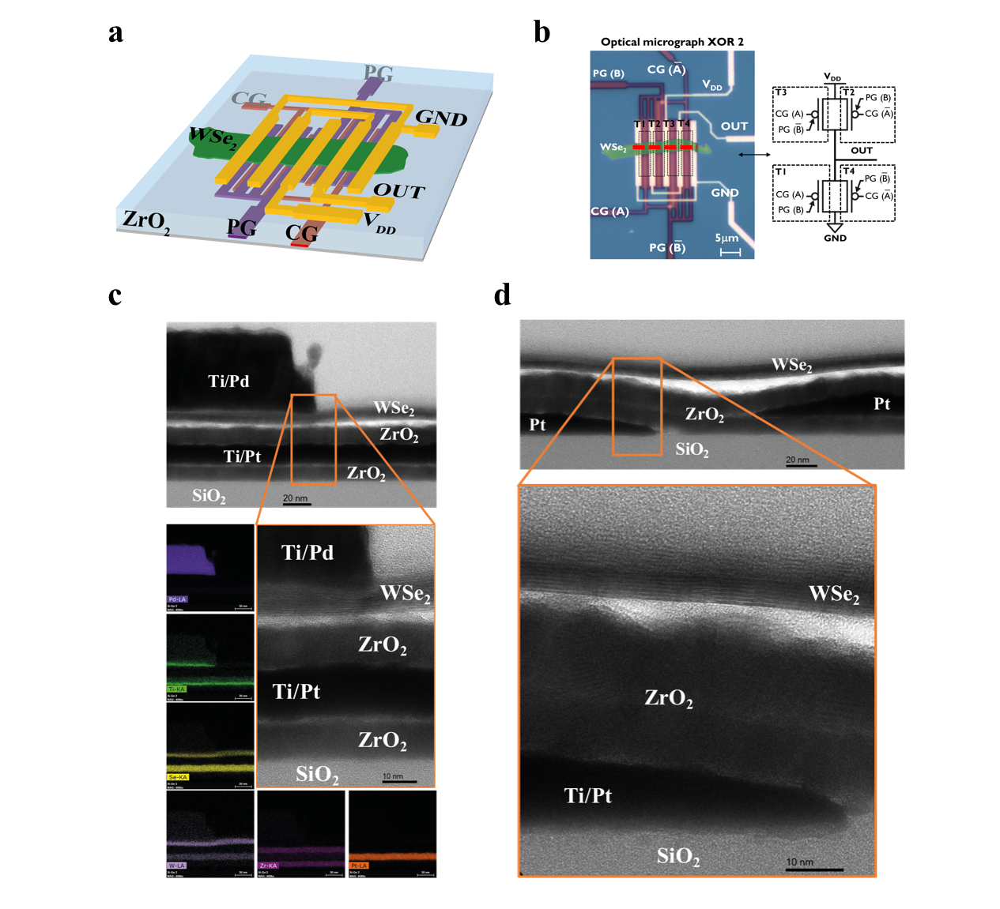 a
PG
CG
GND
WSe2
OUT
VDD
ZrO2
PG
CG
b
Optical micrograph XOR 2
PG (B)
CG (A̅)
VDD
T1 T2 T3 T4
OUT
WSe2
GND
CG (A)
PG (B̅)
5μm
VDD
T3
T2
PG (B)
CG (A)
CG (A̅)
PG (B̅)
OUT
T1
T4
PG (B̅)
CG (A)
CG (A̅)
PG (B)
GND
c
Ti/Pd
WSe2
ZrO2
Ti/Pt
ZrO2
SiO2
20 nm
Pd-LA
Ti-KA
Se-KA
W-LA
Zr-KA
Pt-LA
Ti/Pd
WSe2
ZrO2
Ti/Pt
ZrO2
SiO2
10 nm
d
WSe2
ZrO2
Pt
Pt
SiO2
20 nm
WSe2
ZrO2
Ti/Pt
SiO2
10 nm